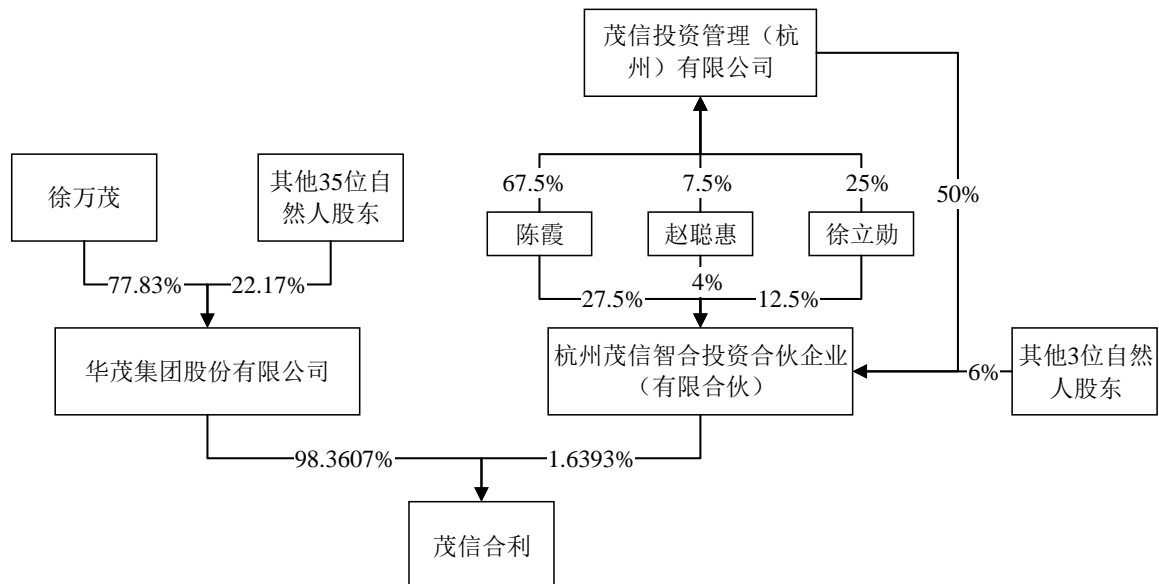 茂信投资管理（杭
州）有限公司
徐万茂
其他35位自
然人股东
67.5%
7.5%
25%
50%
陈霞
赵聪惠
徐立勋
77.83%
22.17%
27.5%
4%
12.5%
华茂集团股份有限公司
杭州茂信智合投资合伙企业
（有限合伙）
6%
其他3位自然
人股东
98.3607%
1.6393%
茂信合利